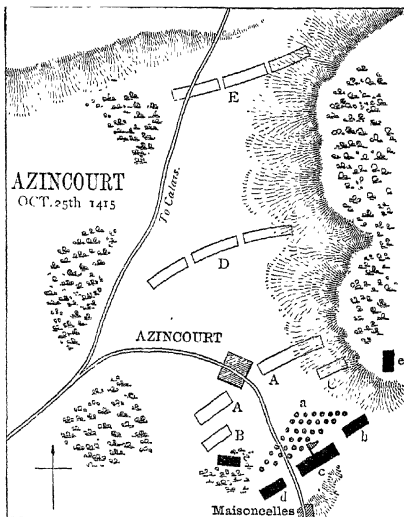 E
AZINCOURT
OCT. 25th 1415
To Calais.
D
AZINCOURT
A
C
e
a
A
b
B
c
d
Maisoncelles